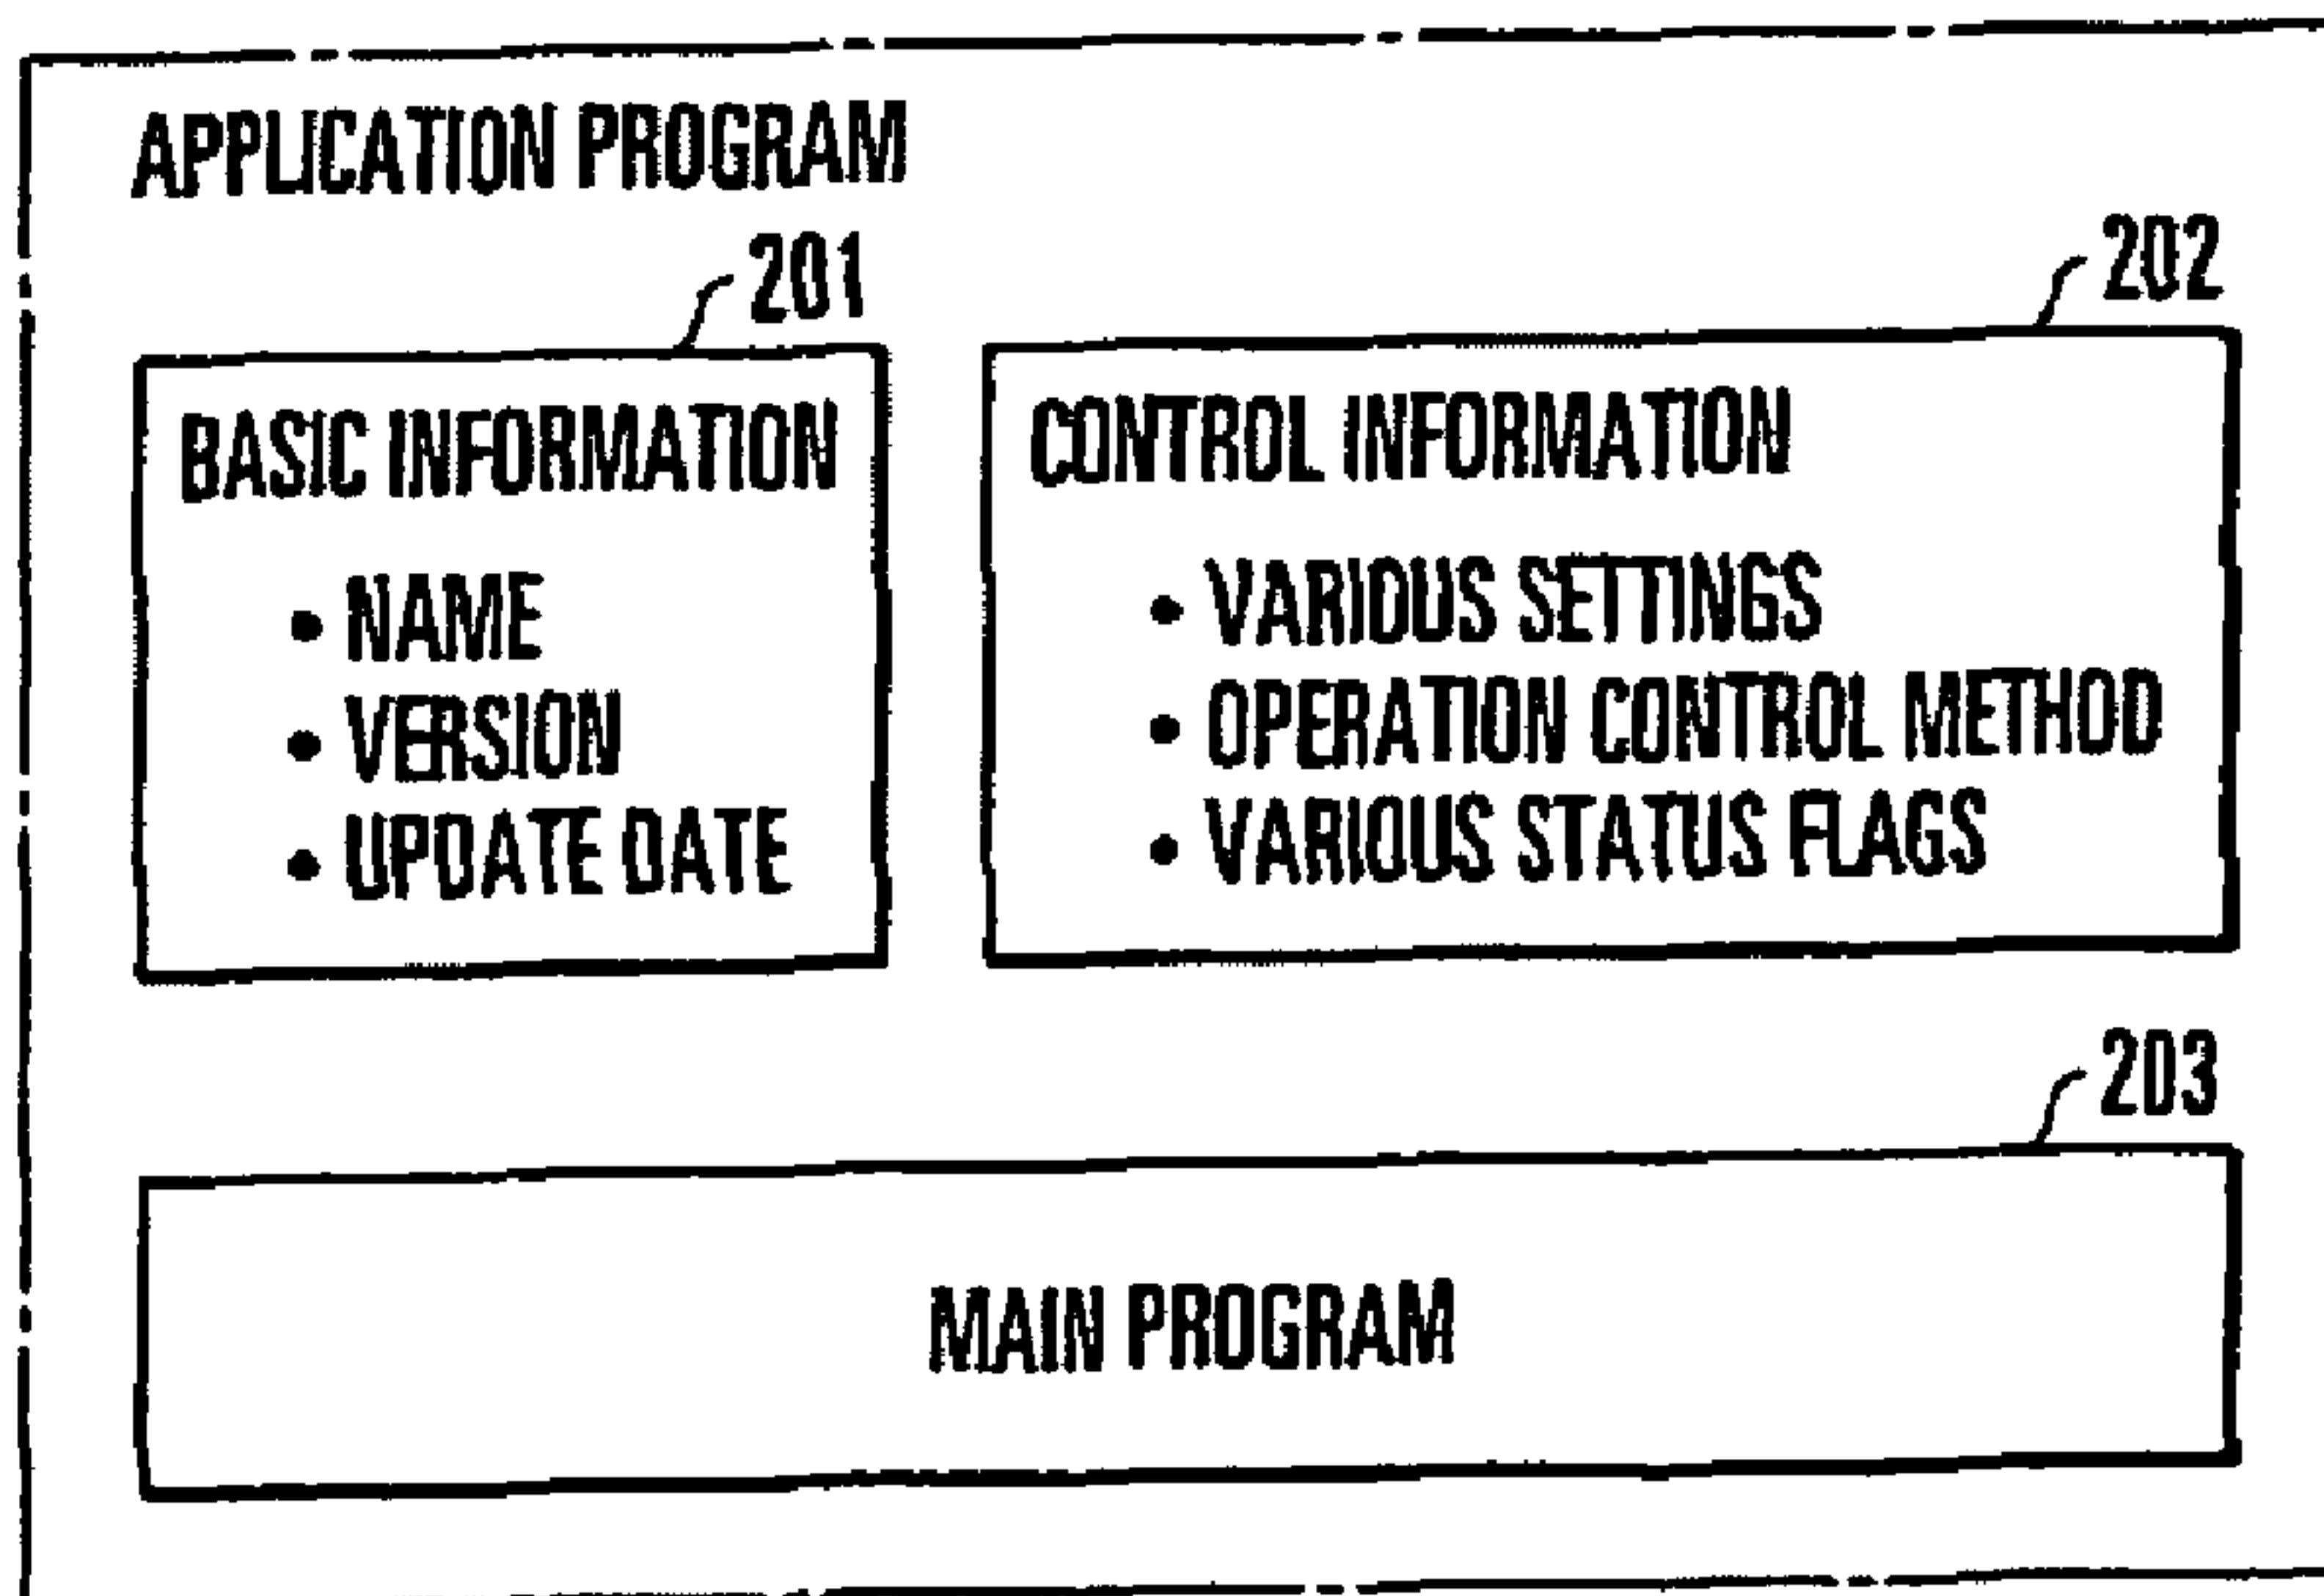 APPLICATION PROGRAM
201
202
BASIC INFORMATION
• NAME
• VERSION
• UPDATE DATE
CONTROL INFORMATION
• VARIOUS SETTINGS
• OPERATION CONTROL METHOD
• VARIOUS STATUS FLAGS
203
MAIN PROGRAM